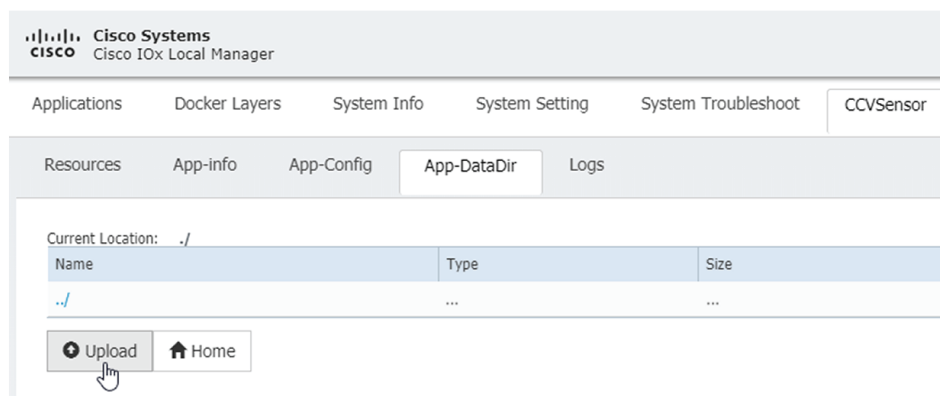 Cisco Systems
CISCO Cisco IOx Local Manager
Applications Docker Layers System Info System Setting System Troubleshoot CCVSensor
Resources App-info App-Config App-DataDir Logs
Current Location: ./
Name Type Size
../ ... ...
Upload Home